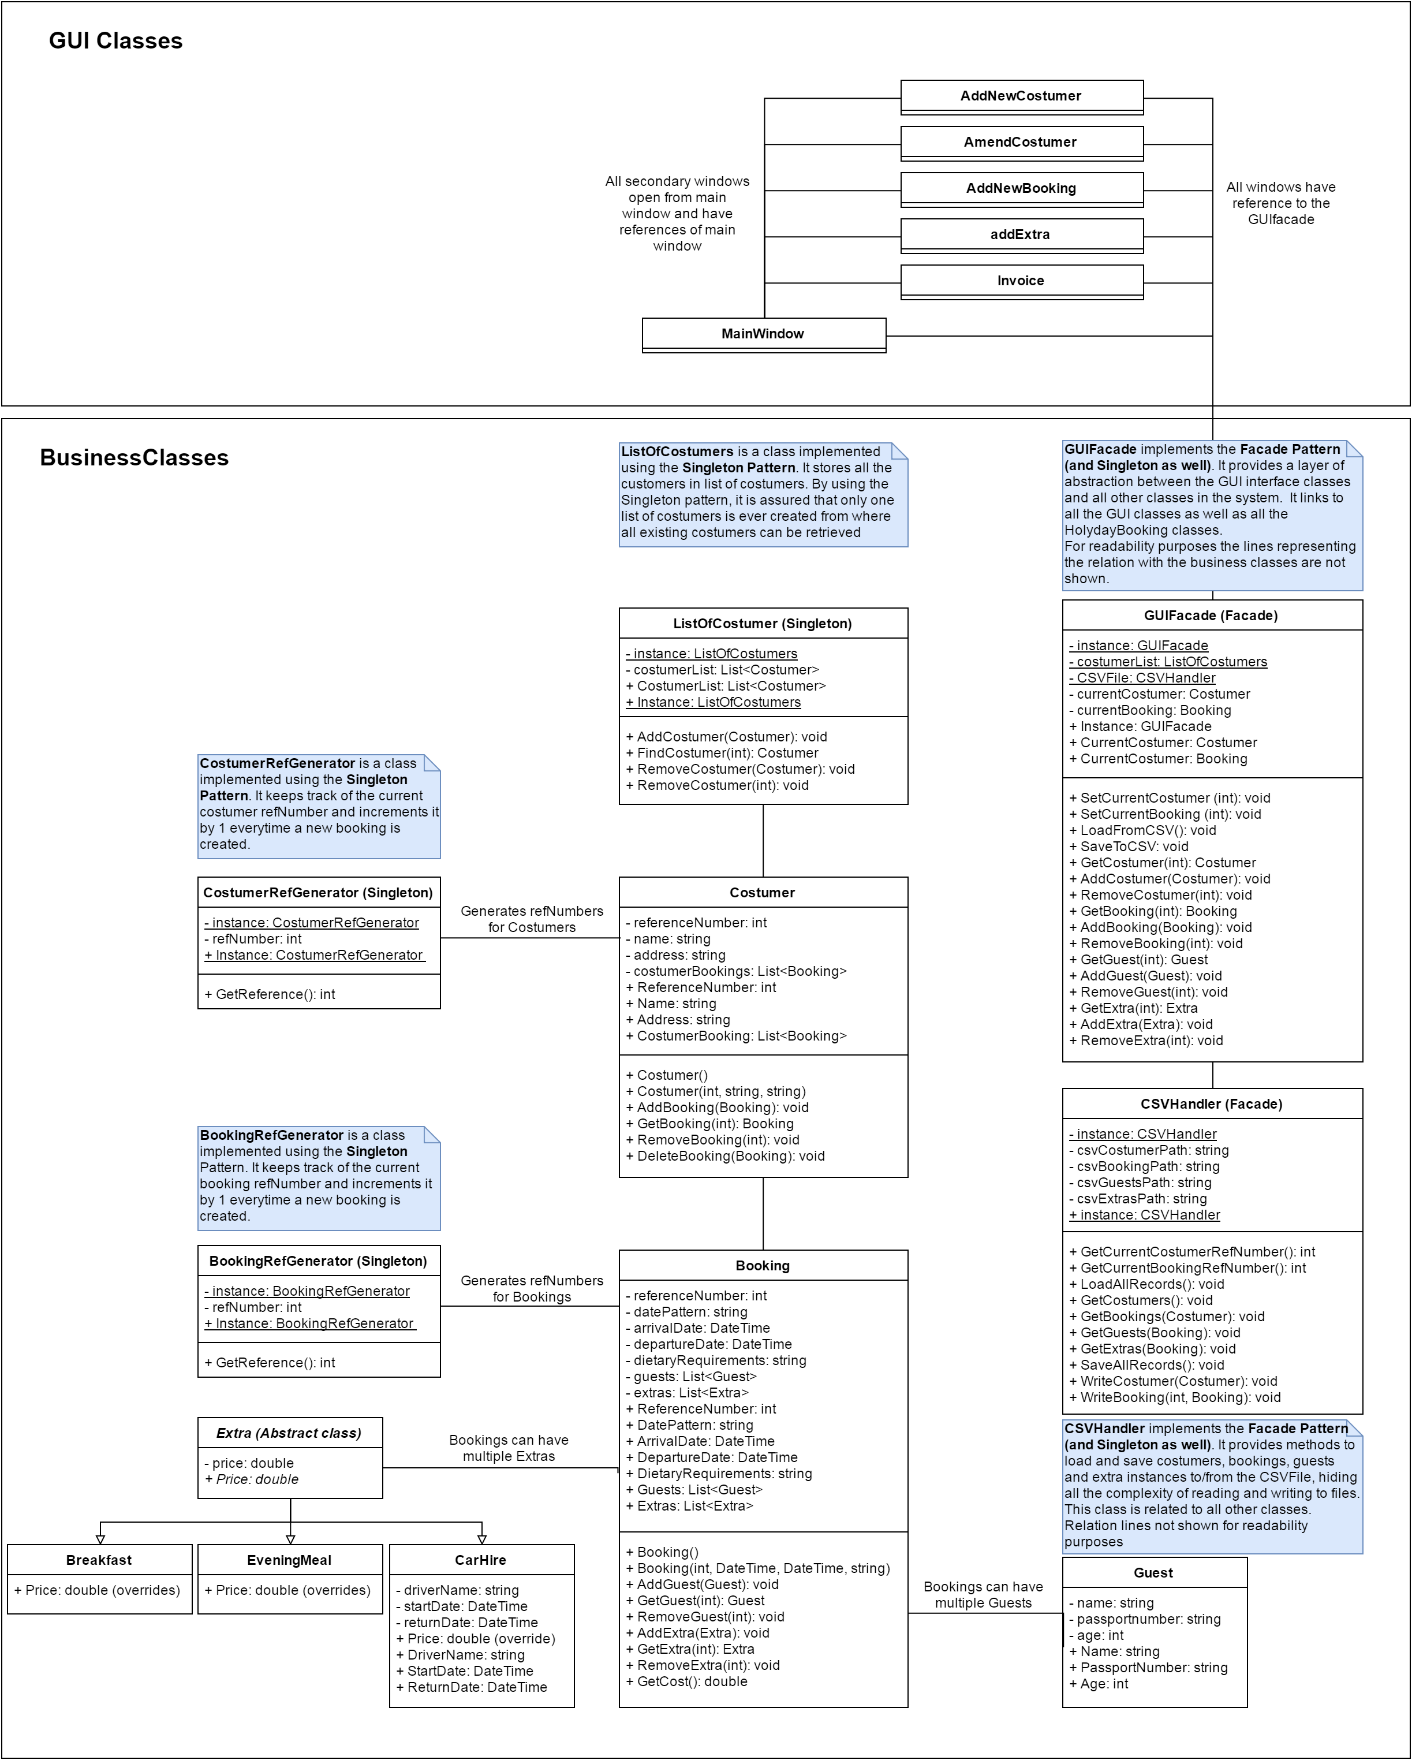 GUI Classes
AddNewCostumer
AmendCostumer
AddNewBooking
addExtra
Invoice
MainWindow
All secondary windows
open from main
window and have
references of main
window
All windows have
reference to the
GUIfacade
BusinessClasses
ListOfCostumers is a class implemented
using the Singleton Pattern. It stores all the
customers in list of costumers. By using the
Singleton pattern, it is assured that only one
list of costumers is ever created from where
all existing costumers can be retrieved
GUIFacade implements the Facade Pattern
(and Singleton as well). It provides a layer of
abstraction between the GUI interface classes
and all other classes in the system.  It links to
all the GUI classes as well as all the
HolydayBooking classes.
For readability purposes the lines representing
the relation with the business classes are not
shown.
ListOfCostumer (Singleton)
- instance: ListOfCostumers
- costumerList: List<Costumer>
+ CostumerList: List<Costumer>
+ Instance: ListOfCostumers
+ AddCostumer(Costumer): void
+ FindCostumer(int): Costumer
+ RemoveCostumer(Costumer): void
+ RemoveCostumer(int): void
GUIFacade (Facade)
- instance: GUIFacade
- costumerList: ListOfCostumers
- CSVFile: CSVHandler
- currentCostumer: Costumer
- currentBooking: Booking
+ Instance: GUIFacade
+ CurrentCostumer: Costumer
+ CurrentCostumer: Booking
+ SetCurrentCostumer (int): void
+ SetCurrentBooking (int): void
+ LoadFromCSV(): void
+ SaveToCSV: void
+ GetCostumer(int): Costumer
+ AddCostumer(Costumer): void
+ RemoveCostumer(int): void
+ GetBooking(int): Booking
+ AddBooking(Booking): void
+ RemoveBooking(int): void
+ GetGuest(int): Guest
+ AddGuest(Guest): void
+ RemoveGuest(int): void
+ GetExtra(int): Extra
+ AddExtra(Extra): void
+ RemoveExtra(int): void
CostumerRefGenerator is a class
implemented using the Singleton
Pattern. It keeps track of the current
costumer refNumber and increments it
by 1 everytime a new booking is
created.
CostumerRefGenerator (Singleton)
- instance: CostumerRefGenerator
- refNumber: int
+ Instance: CostumerRefGenerator
+ GetReference(): int
Generates refNumbers
for Costumers
Costumer
- referenceNumber: int
- name: string
- address: string
- costumerBookings: List<Booking>
+ ReferenceNumber: int
+ Name: string
+ Address: string
+ CostumerBooking: List<Booking>
+ Costumer()
+ Costumer(int, string, string)
+ AddBooking(Booking): void
+ GetBooking(int): Booking
+ RemoveBooking(int): void
+ DeleteBooking(Booking): void
CSVHandler (Facade)
- instance: CSVHandler
- csvCostumerPath: string
- csvBookingPath: string
- csvGuestsPath: string
- csvExtrasPath: string
+ instance: CSVHandler
+ GetCurrentCostumerRefNumber(): int
+ GetCurrentBookingRefNumber(): int
+ LoadAllRecords(): void
+ GetCostumers(): void
+ GetBookings(Costumer): void
+ GetGuests(Booking): void
+ GetExtras(Booking): void
+ SaveAllRecords(): void
+ WriteCostumer(Costumer): void
+ WriteBooking(int, Booking): void
BookingRefGenerator is a class
implemented using the Singleton
Pattern. It keeps track of the current
booking refNumber and increments it
by 1 everytime a new booking is
created.
BookingRefGenerator (Singleton)
- instance: BookingRefGenerator
- refNumber: int
+ Instance: BookingRefGenerator
+ GetReference(): int
Generates refNumbers
for Bookings
Booking
- referenceNumber: int
- datePattern: string
- arrivalDate: DateTime
- departureDate: DateTime
- dietaryRequirements: string
- guests: List<Guest>
- extras: List<Extra>
+ ReferenceNumber: int
+ DatePattern: string
+ ArrivalDate: DateTime
+ DepartureDate: DateTime
+ DietaryRequirements: string
+ Guests: List<Guest>
+ Extras: List<Extra>
+ Booking()
+ Booking(int, DateTime, DateTime, string)
+ AddGuest(Guest): void
+ GetGuest(int): Guest
+ RemoveGuest(int): void
+ AddExtra(Extra): void
+ GetExtra(int): Extra
+ RemoveExtra(int): void
+ GetCost(): double
Extra (Abstract class)
- price: double
+ Price: double
Bookings can have
multiple Extras
Breakfast
+ Price: double (overrides)
EveningMeal
+ Price: double (overrides)
CarHire
- driverName: string
- startDate: DateTime
- returnDate: DateTime
+ Price: double (override)
+ DriverName: string
+ StartDate: DateTime
+ ReturnDate: DateTime
CSVHandler implements the Facade Pattern
(and Singleton as well). It provides methods to
load and save costumers, bookings, guests
and extra instances to/from the CSVFile, hiding
all the complexity of reading and writing to files.
This class is related to all other classes.
Relation lines not shown for readability
purposes
Bookings can have
multiple Guests
Guest
- name: string
- passportnumber: string
- age: int
+ Name: string
+ PassportNumber: string
+ Age: int